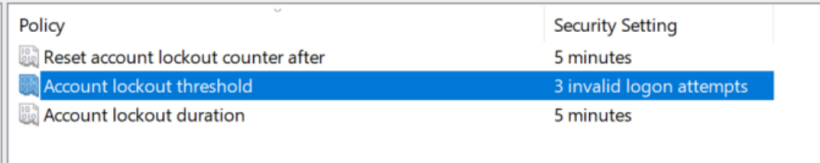 Policy Security Setting
Reset account lockout counter after 5 minutes
Account lockout threshold 3 invalid logon attempts
Account lockout duration 5 minutes